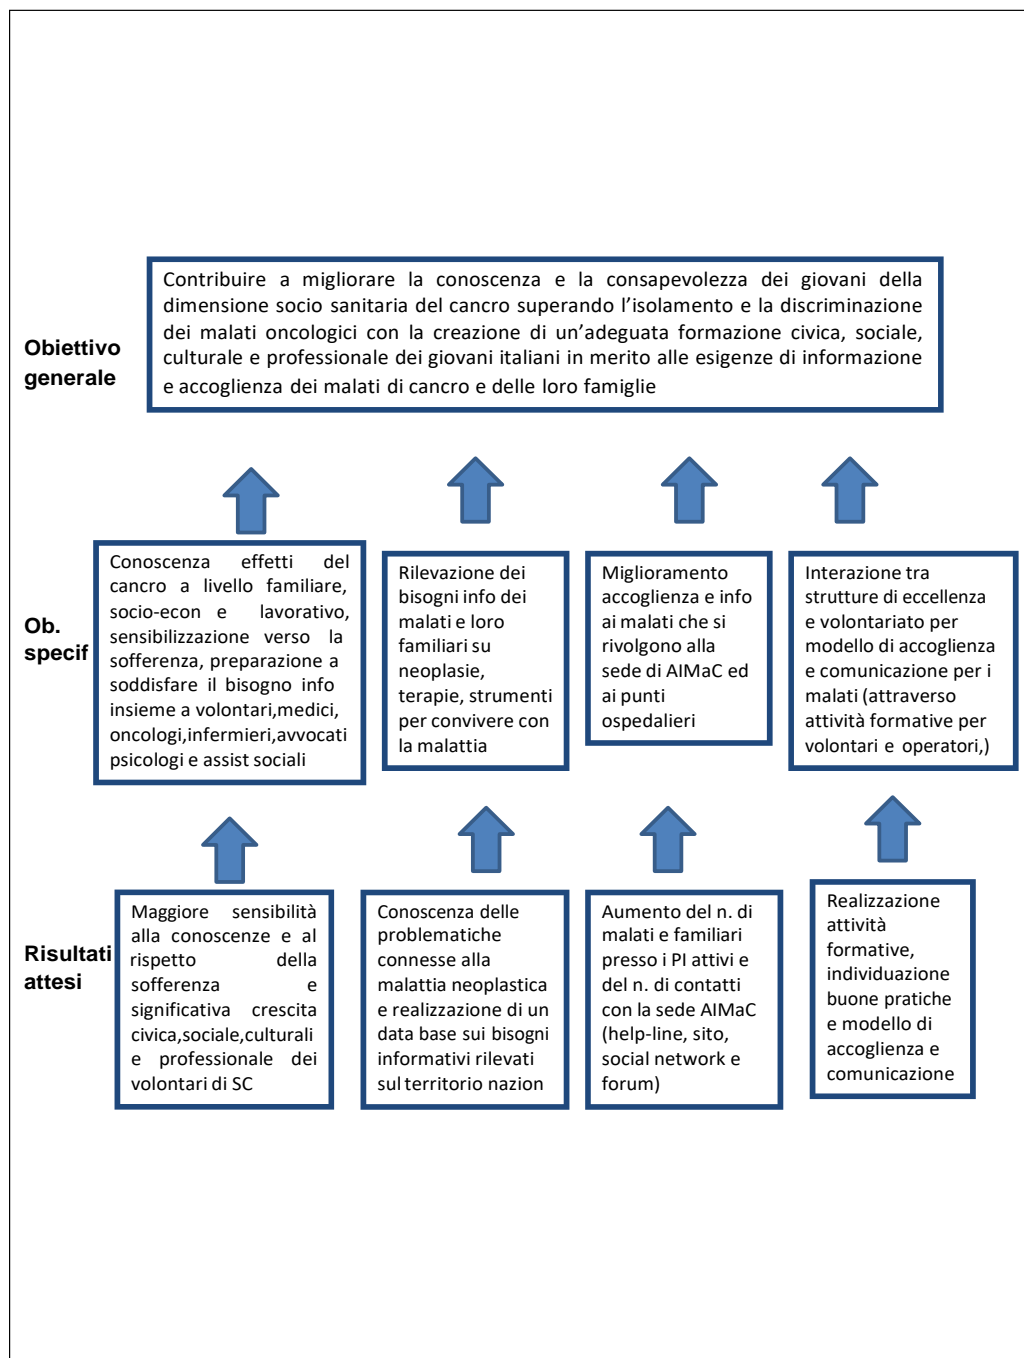 Contribuire a migliorare la conoscenza e la consapevolezza dei giovani della
dimensione socio sanitaria del cancro superando l'isolamento e la discriminazione
dei malati oncologici con la creazione di un'adeguata formazione civica, sociale,
culturale e professionale dei giovani italiani in merito alle esigenze di informazione
e accoglienza dei malati di cancro e delle loro famiglie
Obiettivo
generale
Ob.
specif
Conoscenza effetti del
cancro a livello familiare,
socio-econ e lavorativo,
sensibilizzazione verso la
sofferenza, preparazione a
soddisfare il bisogno info
insieme a volontari,medici,
oncologi,infermieri,avvocati
psicologi e assist sociali
Rilevazione dei
bisogni info dei
malati e loro
familiari su
neoplasie,
terapie, strumenti
per convivere con
la malattia
Miglioramento
accoglienza e info
ai malati che si
rivolgono alla
sede di AIMaC ed
ai punti
ospedalieri
Interazione tra
strutture di eccellenza
e volontariato per
modello di accoglienza
e comunicazione per i
malati (attraverso
attività formative per
volontari e operatori,)
Risultati
attesi
Maggiore sensibilità
alla conoscenze e al
rispetto della
sofferenza e
significativa crescita
civica,sociale,culturali
e professionale dei
volontari di SC
Conoscenza delle
problematiche
connesse alla
malattia neoplastica
e realizzazione di un
data base sui bisogni
informativi rilevati
sul territorio nazion
Aumento del n. di
malati e familiari
presso i PI attivi e
del n. di contatti
con la sede AIMaC
(help-line, sito,
social network e
forum)
Realizzazione
attività
formative,
individuazione
buone pratiche
e modello di
accoglienza e
comunicazione